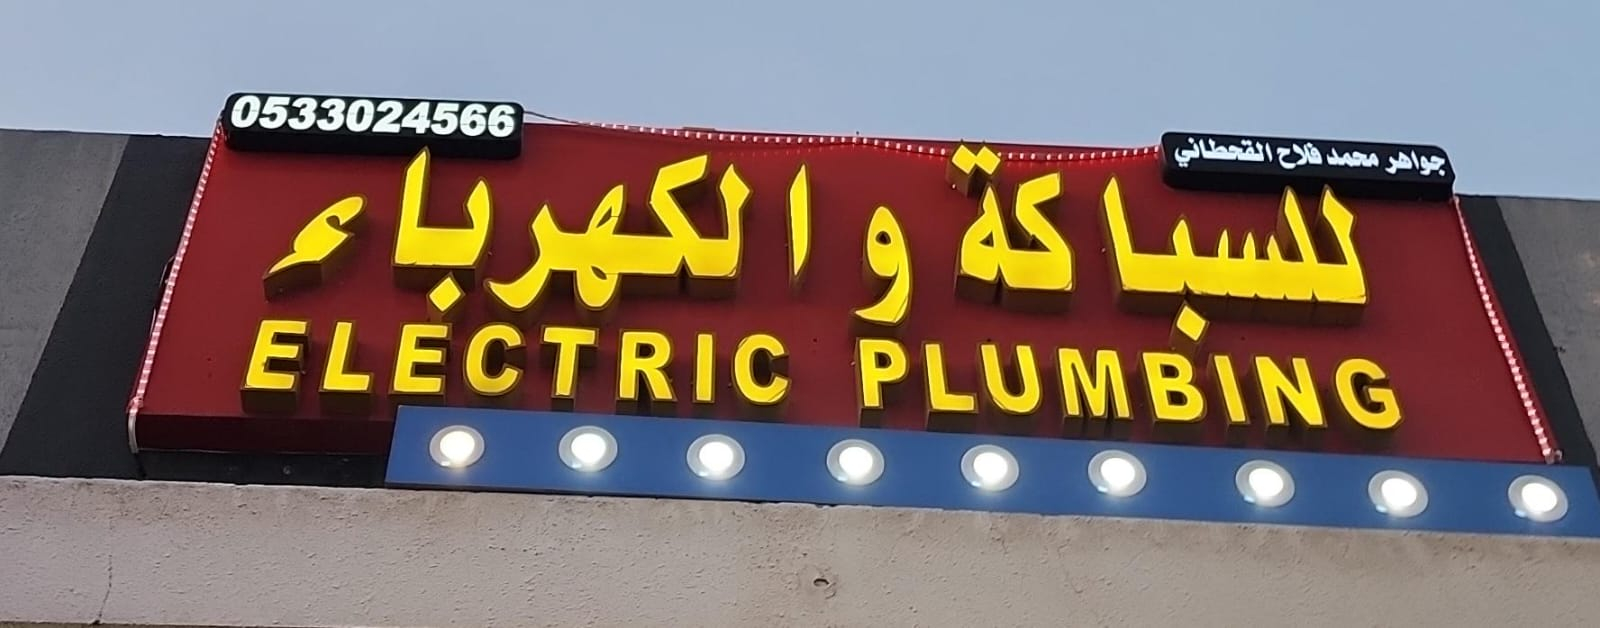 0533024566
جواهر محمد فلاح القحطاني
للسباكة و الكهرباء
ELECTRIC PLUMBING